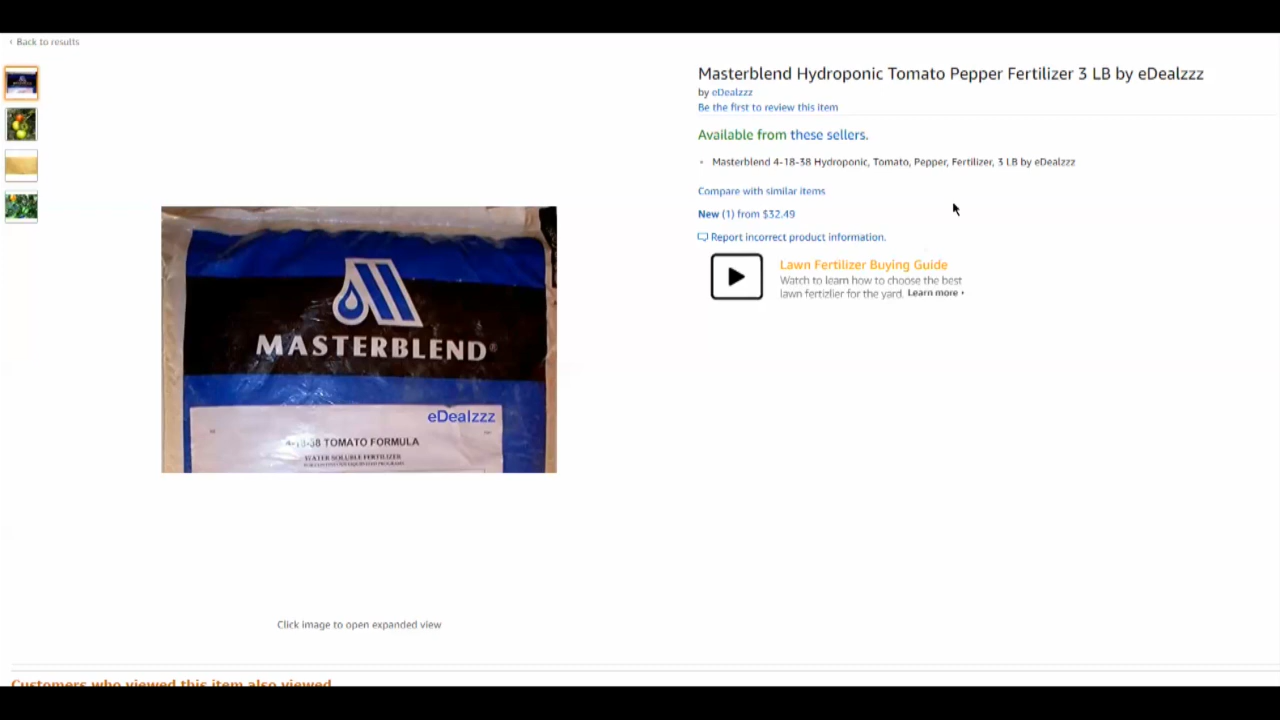 ‹ Back to results
Masterblend Hydroponic Tomato Pepper Fertilizer 3 LB by eDealzzz
by eDealzzz
Be the first to review this item
Available from these sellers.
• Masterblend 4-18-38 Hydroponic, Tomato, Pepper, Fertilizer, 3 LB by eDealzzz
Compare with similar items
New (1) from $32.49
Report incorrect product information.
Lawn Fertilizer Buying Guide
Watch to learn how to choose the best
lawn fertizlier for the yard. Learn more ‣
MASTERBLEND®
eDealzzz
4-18-38 TOMATO FORMULA
WATER SOLUBLE FERTILIZER
Click image to open expanded view
Customers who viewed this item also viewed